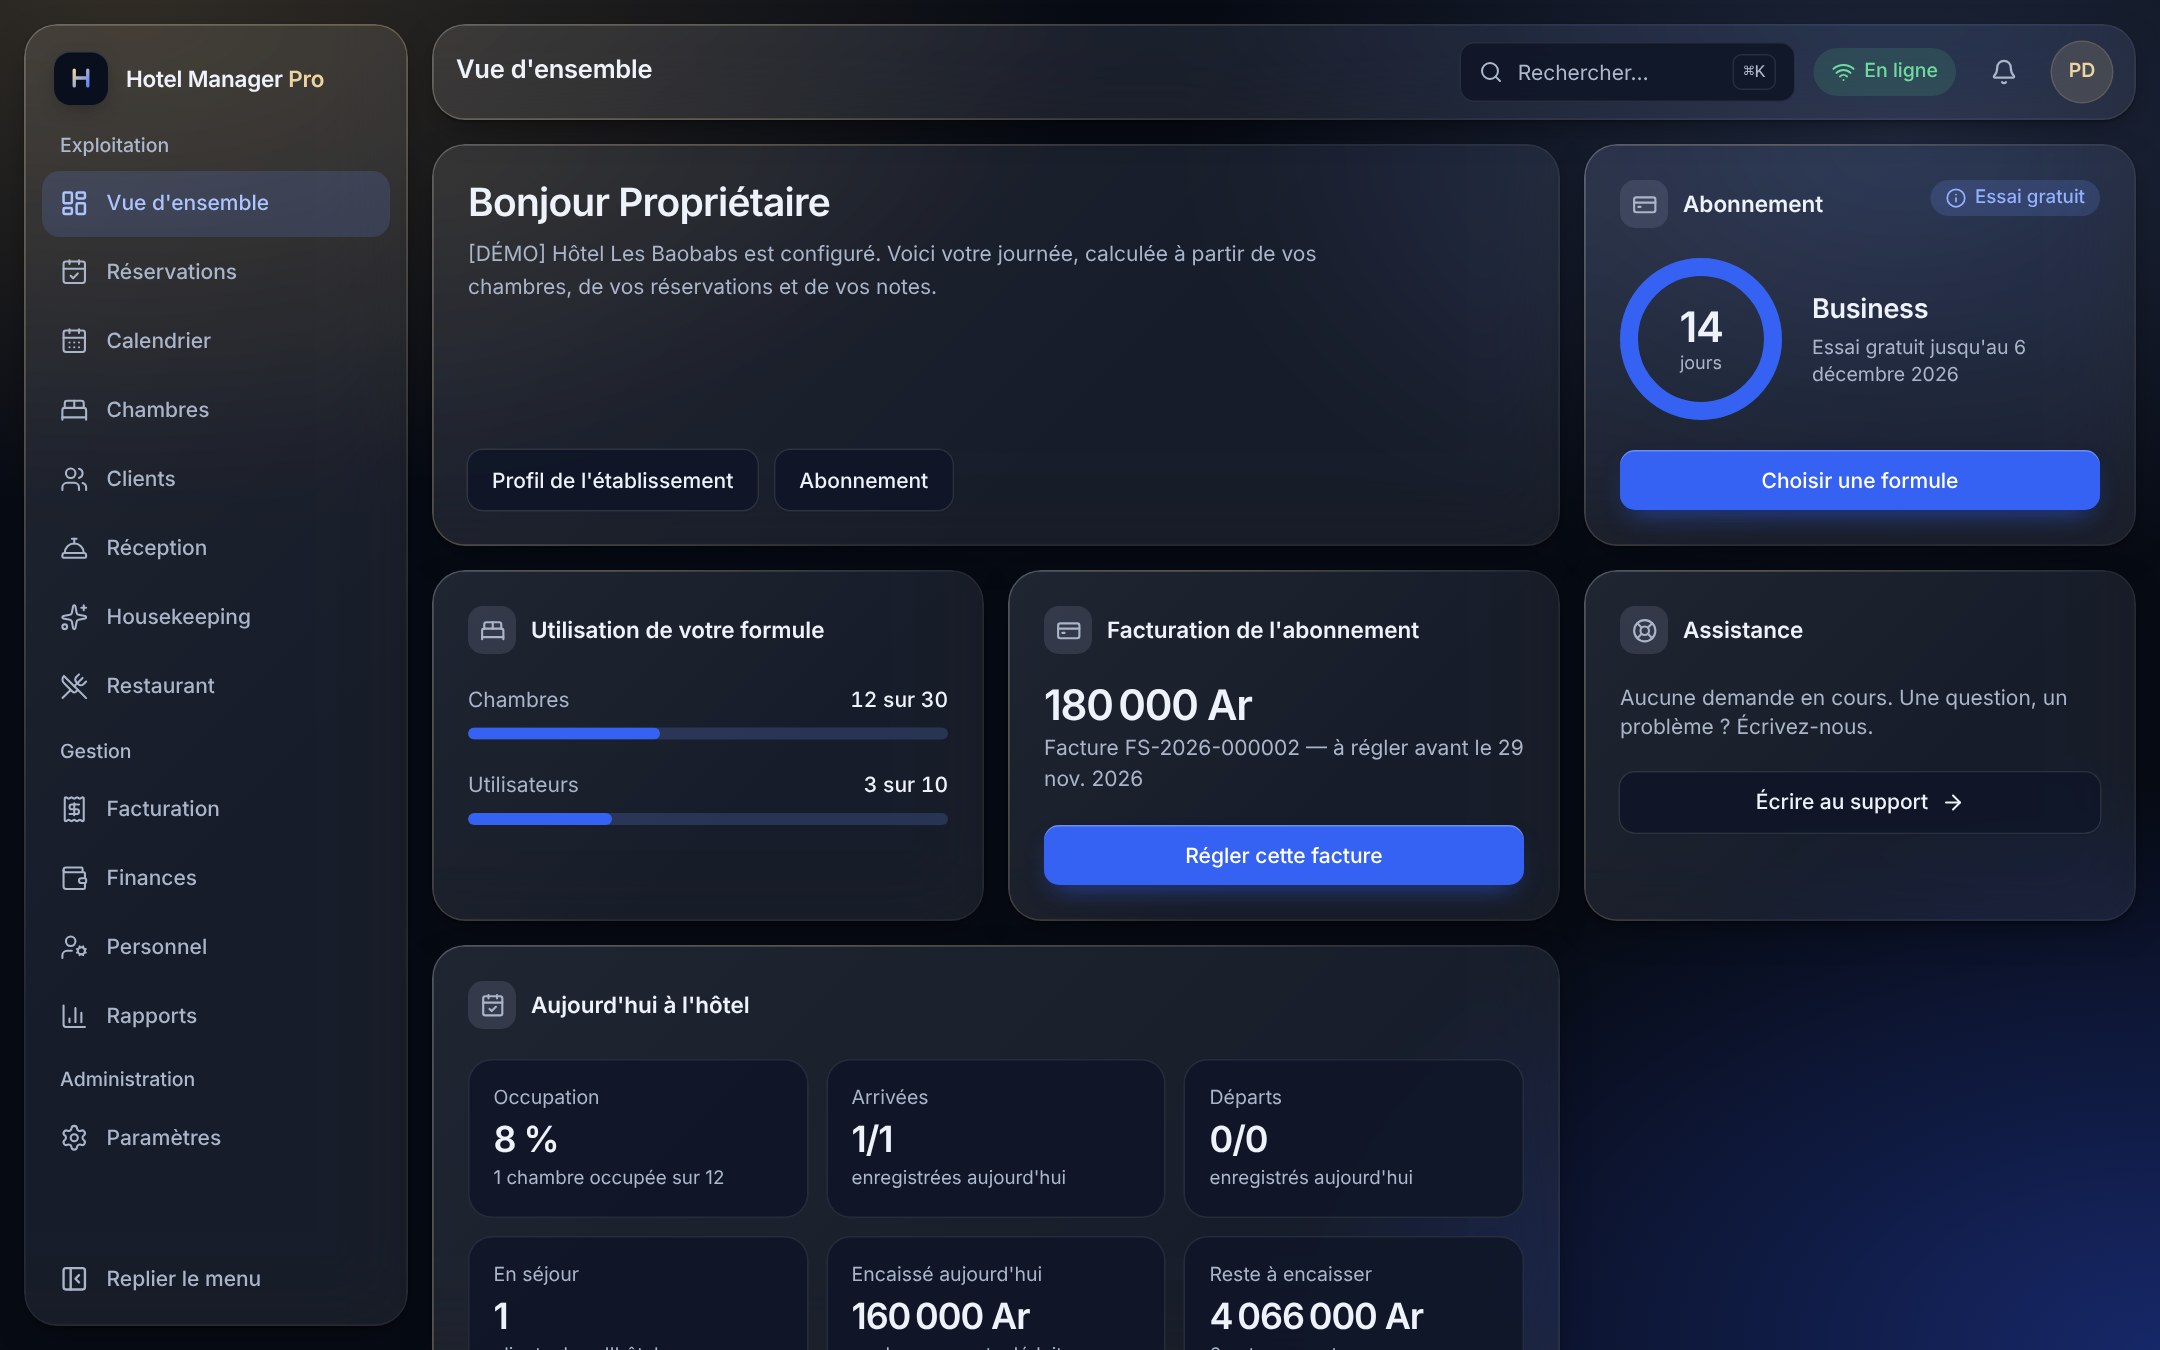 Hotel Manager Pro
Exploitation
Vue d'ensemble
Réservations
Calendrier
Chambres
Clients
Réception
Housekeeping
Restaurant
Gestion
Facturation
Finances
Personnel
Rapports
Administration
Paramètres
Replier le menu
Vue d'ensemble
Rechercher...
⌘K
En ligne
PD
Bonjour Propriétaire
[DÉMO] Hôtel Les Baobabs est configuré. Voici votre journée, calculée à partir de vos
chambres, de vos réservations et de vos notes.
Profil de l'établissement
Abonnement
Abonnement
Essai gratuit
14
jours
Business
Essai gratuit jusqu'au 6
décembre 2026
Choisir une formule
Utilisation de votre formule
Chambres
12 sur 30
Utilisateurs
3 sur 10
Facturation de l'abonnement
180 000 Ar
Facture FS-2026-000002 — à régler avant le 29
nov. 2026
Régler cette facture
Assistance
Aucune demande en cours. Une question, un
problème ? Écrivez-nous.
Écrire au support
Aujourd'hui à l'hôtel
Occupation
8 %
1 chambre occupée sur 12
Arrivées
1/1
enregistrées aujourd'hui
Départs
0/0
enregistrés aujourd'hui
En séjour
1
Encaissé aujourd'hui
160 000 Ar
Reste à encaisser
4 066 000 Ar